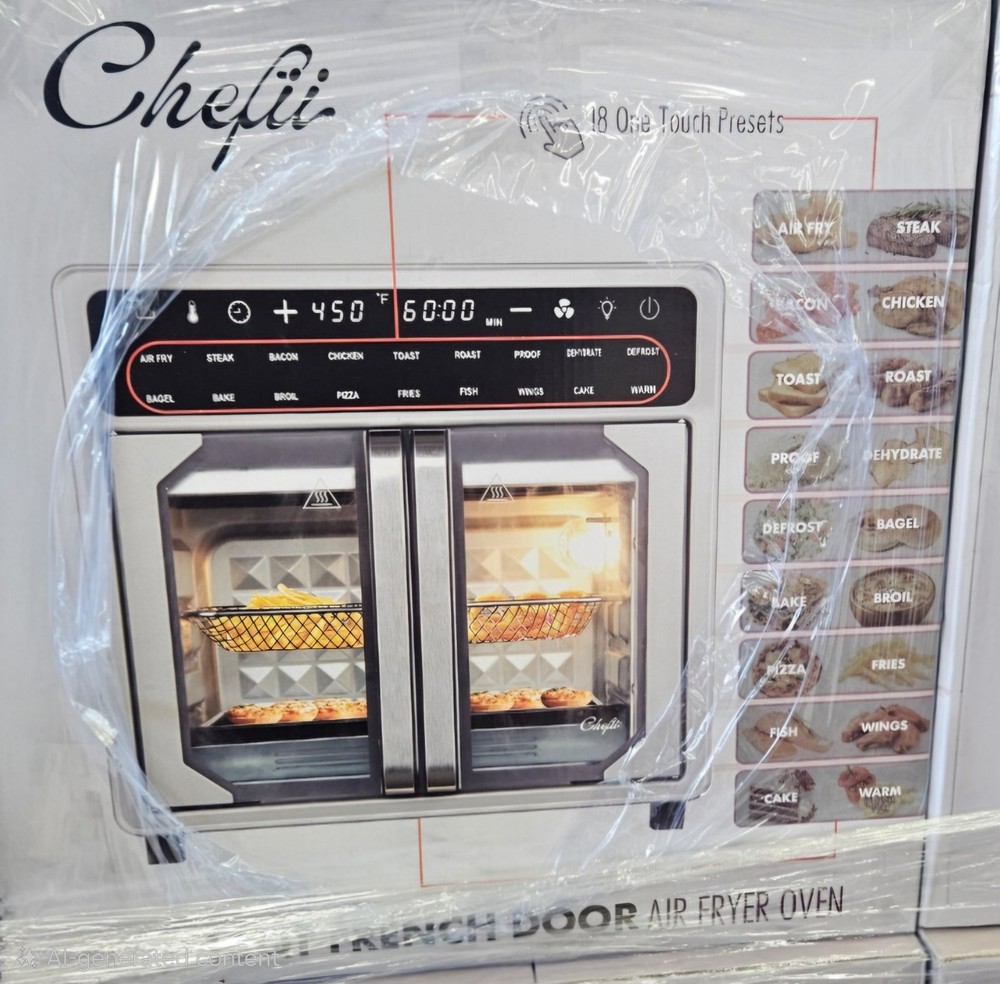 Chefii
18 One Touch Presets
AIR FRY STEAK
BACON CHICKEN
TOAST ROAST
PROOF DEHYDRATE
DEFROST BAGEL
BAKE BROIL
PIZZA FRIES
FISH WINGS
CAKE WARM
+ 450 °F 60:00 MIN −
AIR FRY STEAK BACON CHICKEN TOAST ROAST PROOF DEHYDRATE DEFROST
BAGEL BAKE BROIL PIZZA FRIES FISH WINGS CAKE WARM
Chefii
FRENCH DOOR AIR FRYER OVEN
AI-generated content